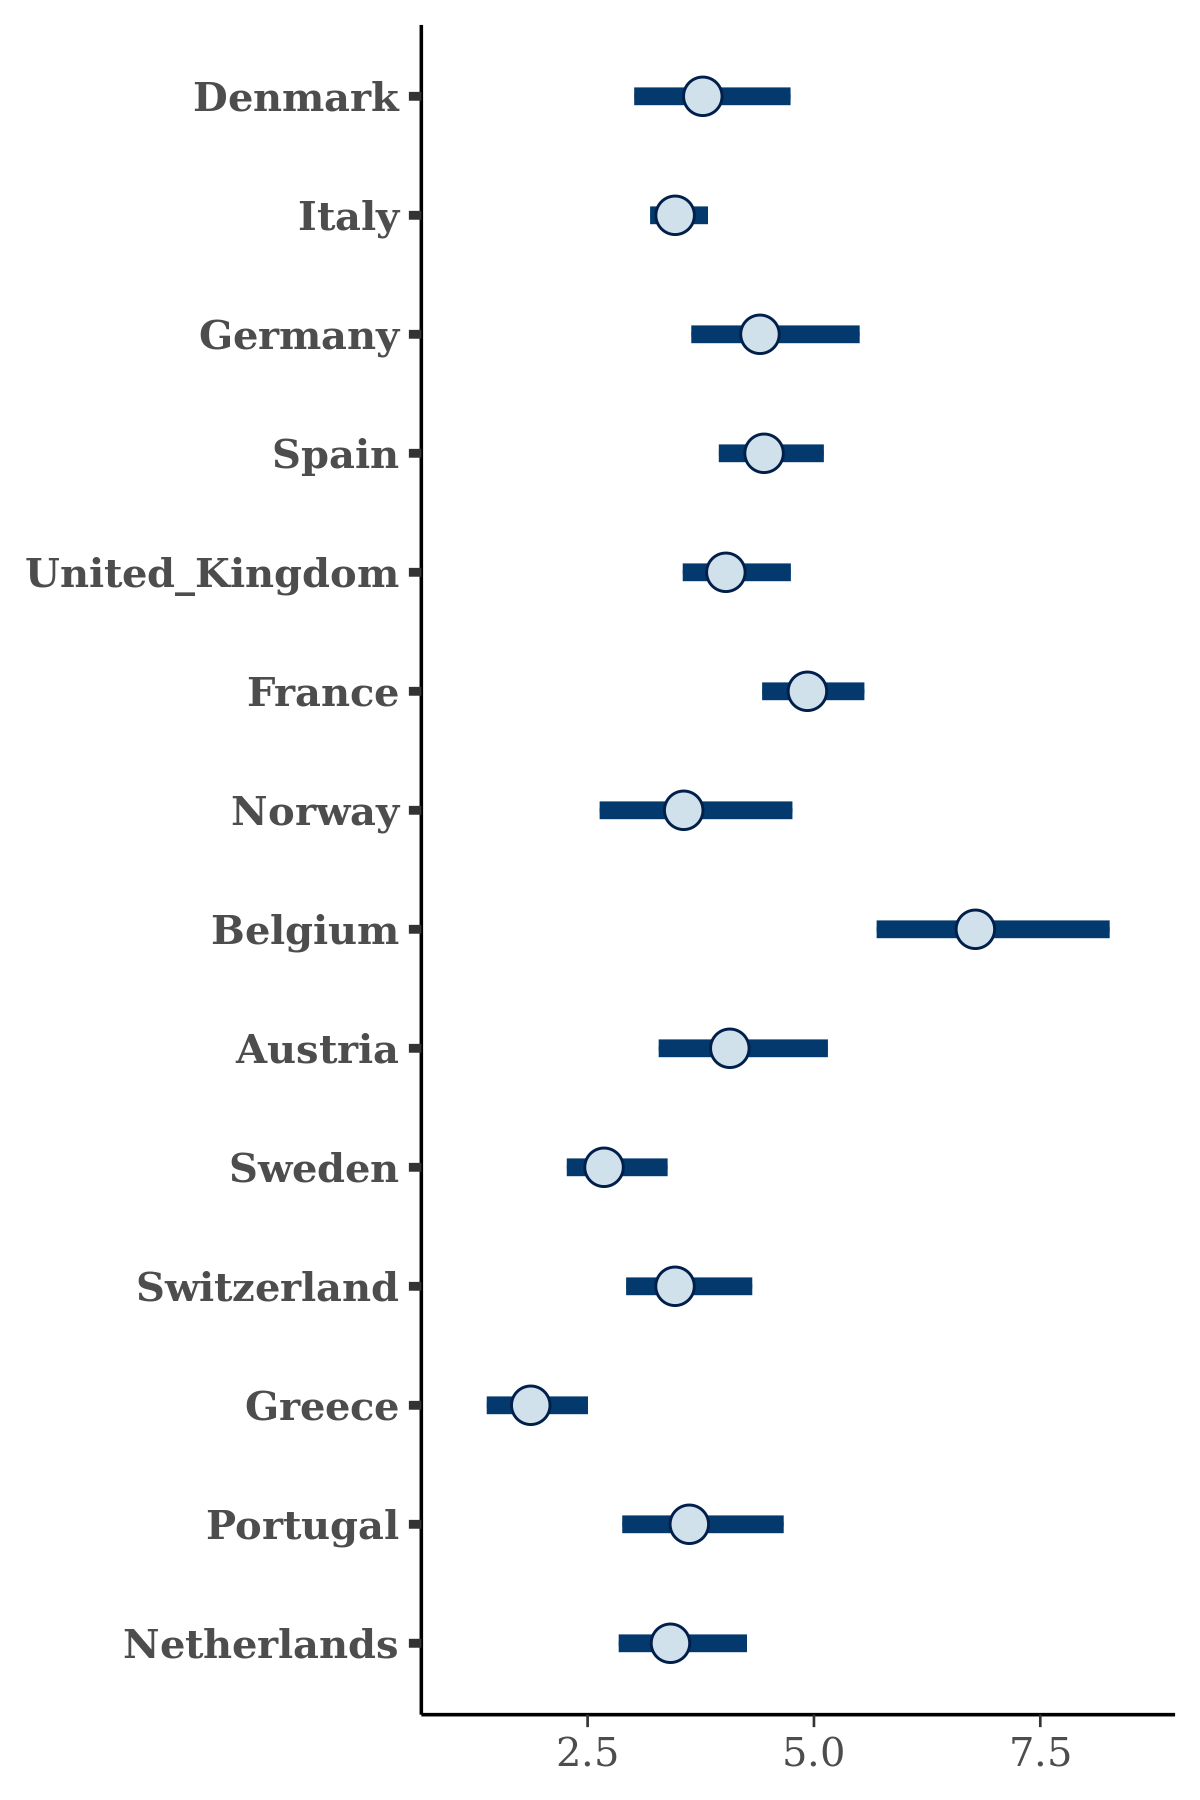 Denmark
Italy
Germany
Spain
United_Kingdom
France
Norway
Belgium
Austria
Sweden
Switzerland
Greece
Portugal
Netherlands
2.5 5.0 7.5